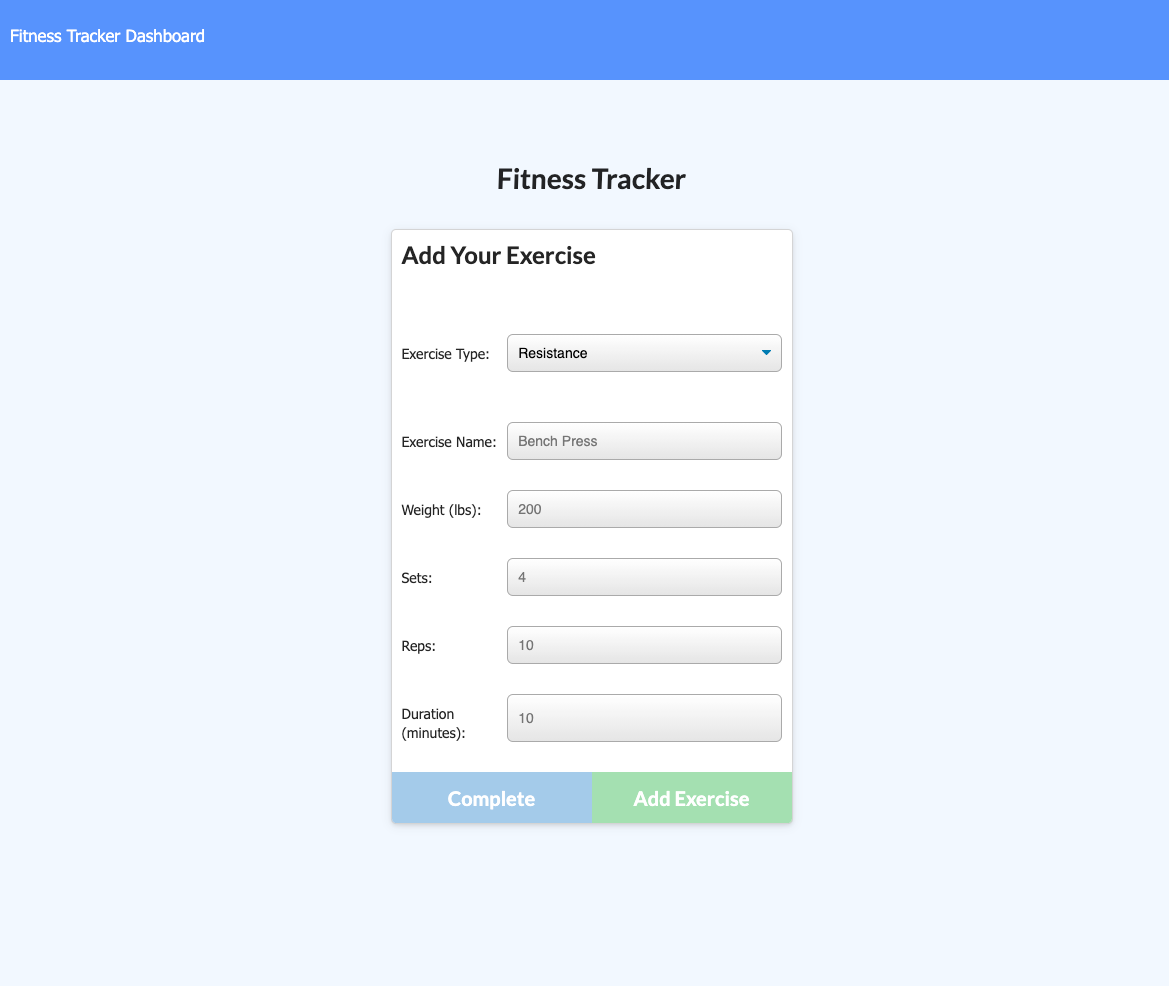 Fitness Tracker Dashboard
Fitness Tracker
Add Your Exercise
Exercise Type: Resistance
Exercise Name: Bench Press
Weight (lbs): 200
Sets: 4
Reps: 10
Duration
(minutes): 10
Complete Add Exercise